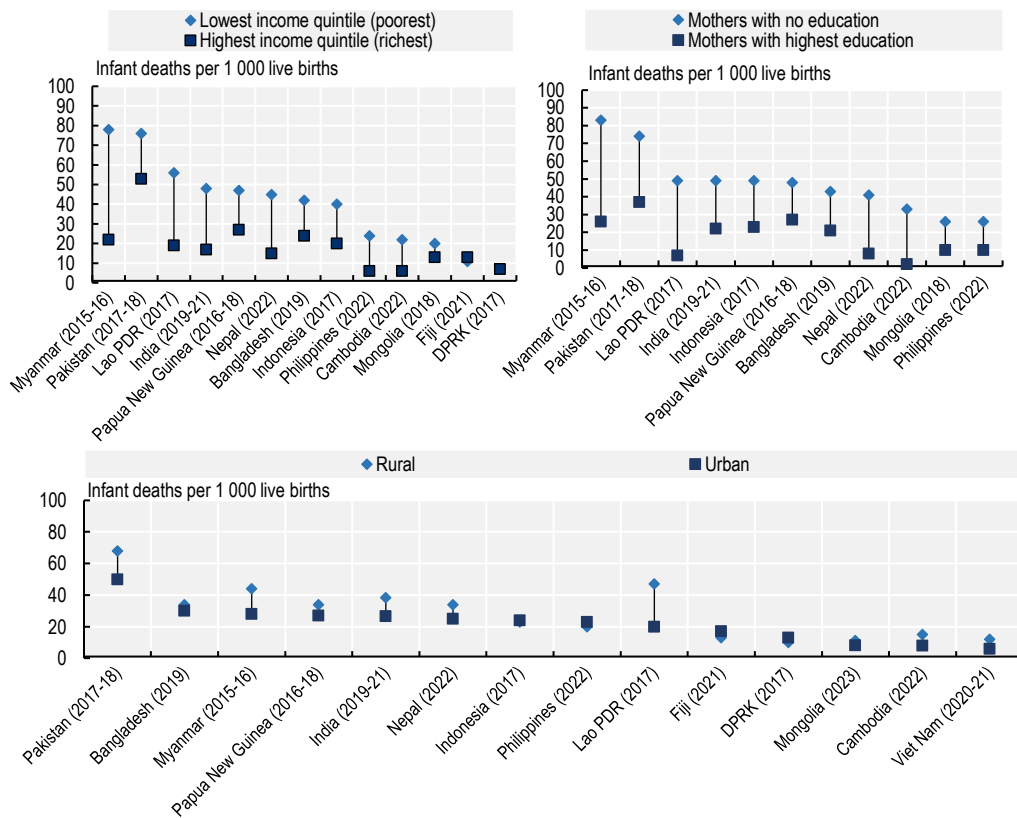 Lowest income quintile (poorest)
Highest income quintile (richest)
Infant deaths per 1 000 live births
100
90
80
70
60
50
40
30
20
10
0
Myanmar (2015-16)
Pakistan (2017-18)
Lao PDR (2017)
India (2019-21)
Papua New Guinea (2016-18)
Nepal (2022)
Bangladesh (2019)
Indonesia (2017)
Philippines (2022)
Cambodia (2022)
Mongolia (2018)
Fiji (2021)
DPRK (2017)
Mothers with no education
Mothers with highest education
Infant deaths per 1 000 live births
100
90
80
70
60
50
40
30
20
10
0
Myanmar (2015-16)
Pakistan (2017-18)
Lao PDR (2017)
India (2019-21)
Indonesia (2017)
Papua New Guinea (2016-18)
Bangladesh (2019)
Nepal (2022)
Cambodia (2022)
Mongolia (2018)
Philippines (2022)
Rural
Urban
Infant deaths per 1 000 live births
100
80
60
40
20
0
Pakistan (2017-18)
Bangladesh (2019)
Myanmar (2015-16)
Papua New Guinea (2016-18)
India (2019-21)
Nepal (2022)
Indonesia (2017)
Philippines (2022)
Lao PDR (2017)
Fiji (2021)
DPRK (2017)
Mongolia (2023)
Cambodia (2022)
Viet Nam (2020-21)